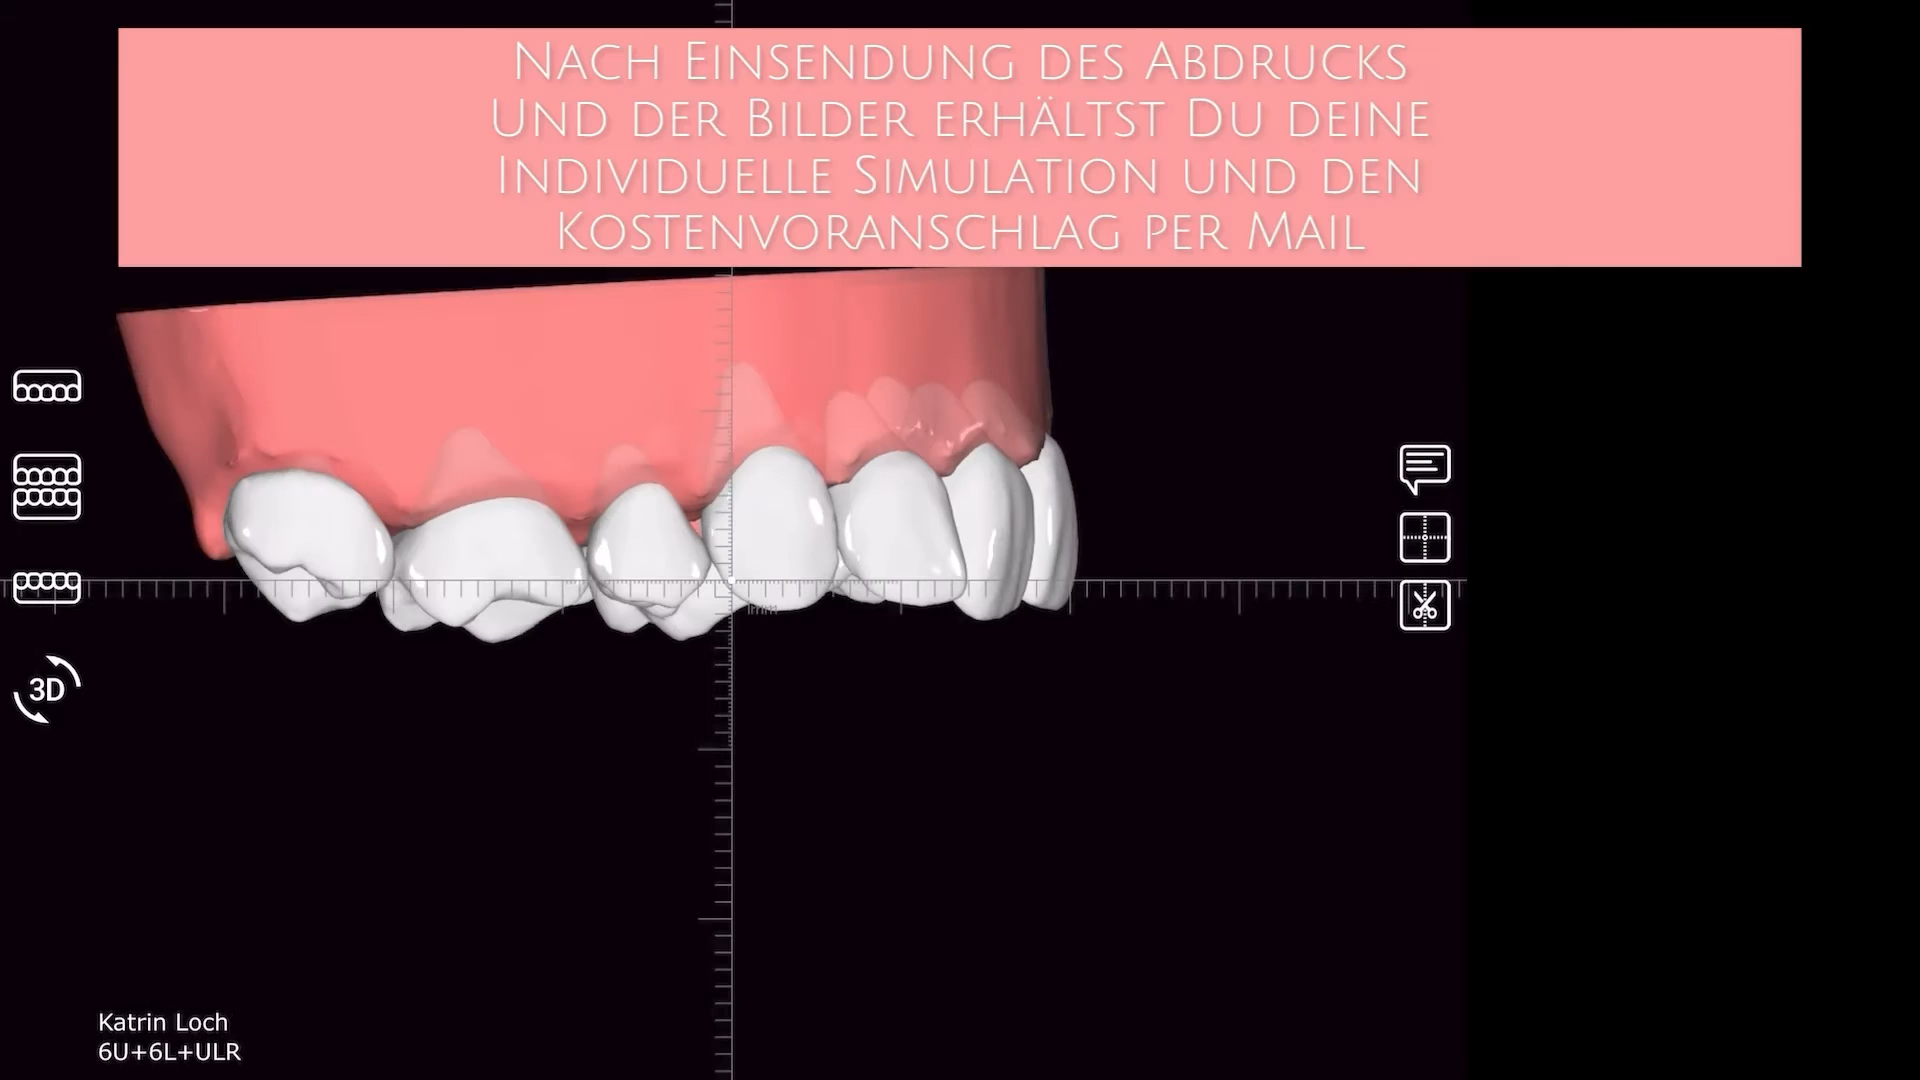 Nach Einsendung des Abdrucks
Und der Bilder erhältst Du deine
Individuelle Simulation und den
Kostenvoranschlag per Mail
3D
1mm
Katrin Loch
6U+6L+ULR